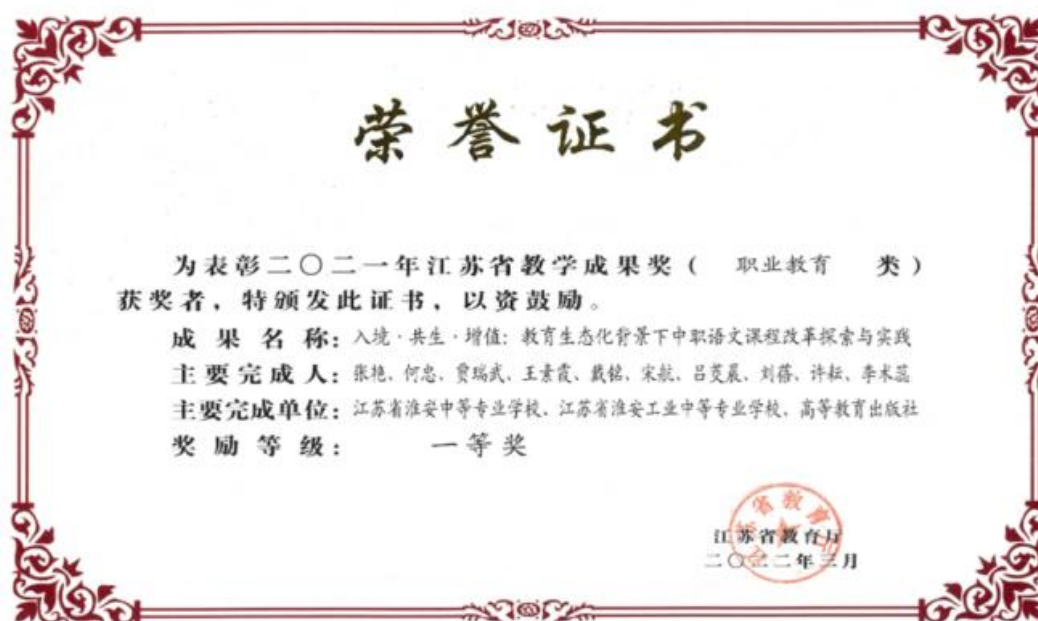 荣誉证书
为表彰二〇二一年江苏省教学成果奖（ 职业教育 类）
获奖者，特颁发此证书，以资鼓励。
成果名称：入境·共生·增值：教育生态化背景下中职语文课程改革探索与实践
主要完成人：张艳、何忠、贾瑞武、王素霞、戴铭、宋航、吕茭晨、刘蓓、许耘、李术蕊
主要完成单位：江苏省淮安中等专业学校、江苏省淮安工业中等专业学校、高等教育出版社
奖励等级： 一等奖
江苏省教育厅
二〇二二年三月